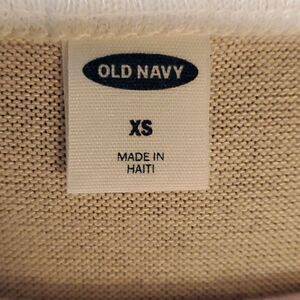 OLD NAVY
XS
MADE IN
HAITI